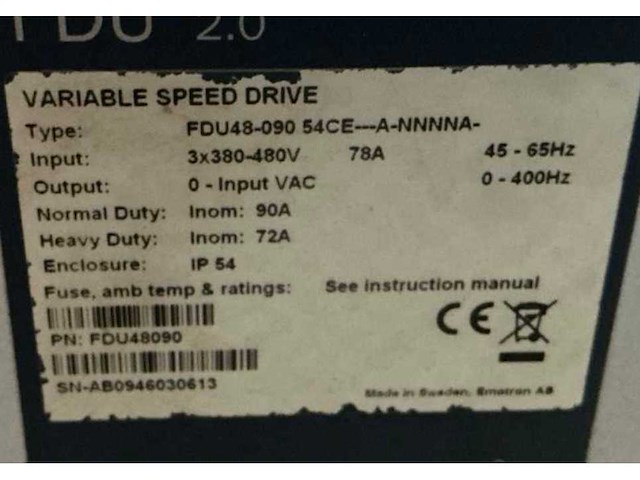 FDU 2.0
VARIABLE SPEED DRIVE
Type: FDU48-090 54CE---A-NNNNA-
Input: 3x380-480V 78A 45 - 65Hz
Output: 0 - Input VAC 0 - 400Hz
Normal Duty: Inom: 90A
Heavy Duty: Inom: 72A
Enclosure: IP 54
Fuse, amb temp & ratings: See instruction manual
CE
PN: FDU48090
SN-AB0946030613
Made in Sweden, Emotron AB